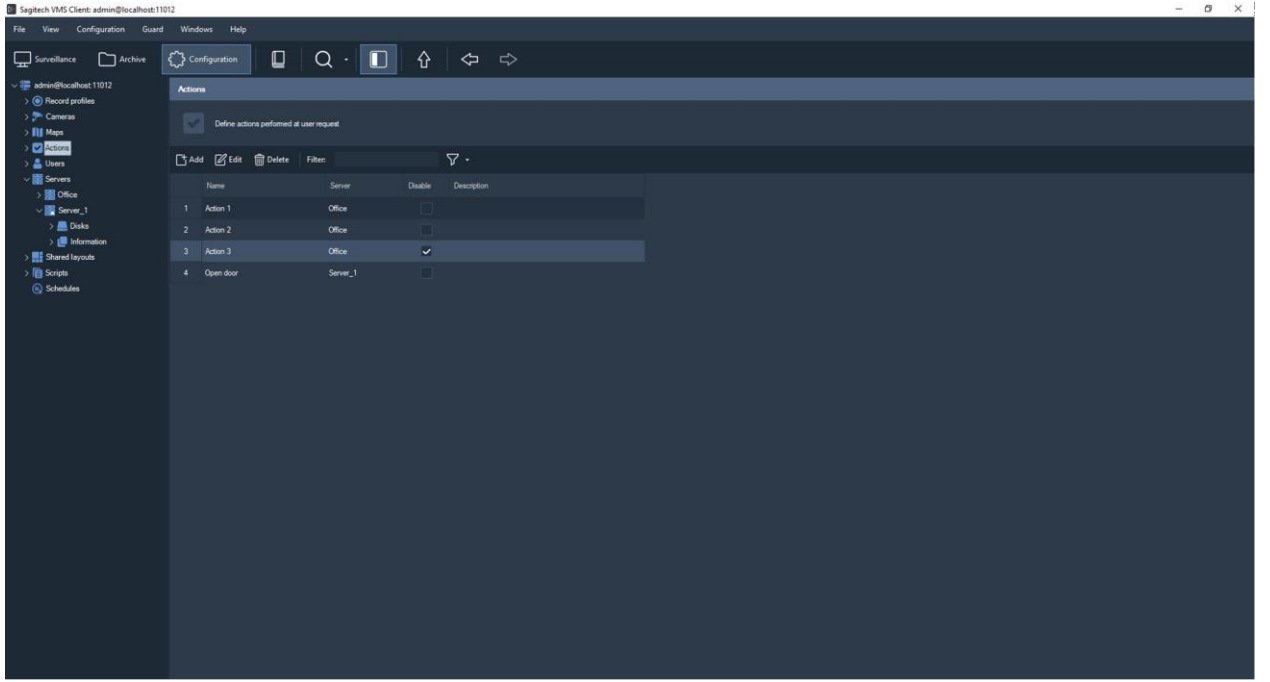 Sagitech VMS Client: admin@localhost:11012
File View Configuration Guard Windows Help
Surveillance Archive Configuration
admin@localhost:11012
Record profiles
Cameras
Maps
Actions
Users
Servers
Office
Server_1
Disks
Information
Shared layouts
Scripts
Schedules
Actions
Define actions performed at user request
Add Edit Delete Filter:
Name Server Disable Description
1 Action 1 Office
2 Action 2 Office
3 Action 3 Office
4 Open door Server_1